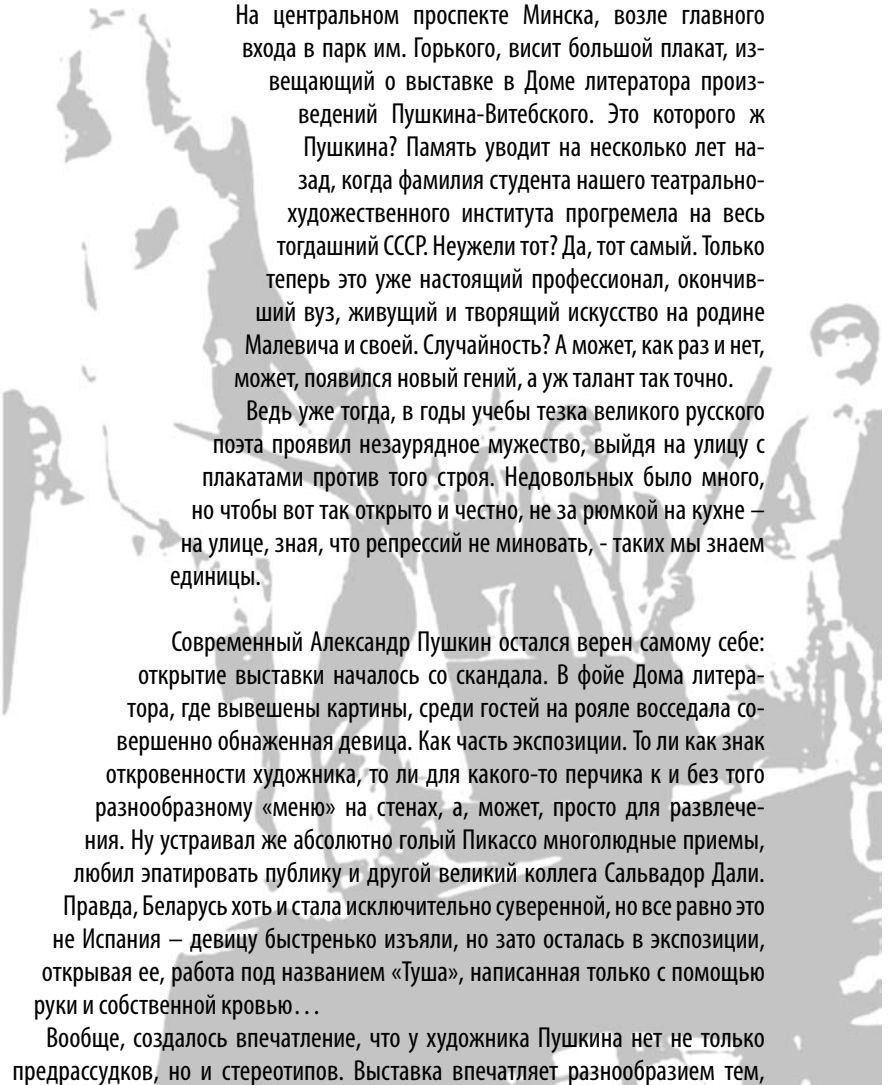 На центральном проспекте Минска, возле главного
входа в парк им. Горького, висит большой плакат, из-
вещающий о выставке в Доме литератора произ-
ведений Пушкина-Витебского. Это которого ж
Пушкина? Память уводит на несколько лет на-
зад, когда фамилия студента нашего театрально-
художественного института прогремела на весь
тогдашний СССР. Неужели тот? Да, тот самый. Только
теперь это уже настоящий профессионал, окончив-
ший вуз, живущий и творящий искусство на родине
Малевича и своей. Случайность? А может, как раз и нет,
может, появился новый гений, а уж талант так точно.
Ведь уже тогда, в годы учебы тезка великого русского
поэта проявил незаурядное мужество, выйдя на улицу с
плакатами против того строя. Недовольных было много,
но чтобы вот так открыто и честно, не за рюмкой на кухне –
на улице, зная, что репрессий не миновать, - таких мы знаем
единицы.
Современный Александр Пушкин остался верен самому себе:
открытие выставки началось со скандала. В фойе Дома литера-
тора, где вывешены картины, среди гостей на рояле восседала со-
вершенно обнаженная девица. Как часть экспозиции. То ли как знак
откровенности художника, то ли для какого-то перчика к и без того
разнообразному «меню» на стенах, а, может, просто для развлече-
ния. Ну устраивал же абсолютно голый Пикассо многолюдные приемы,
любил эпатировать публику и другой великий коллега Сальвадор Дали.
Правда, Беларусь хоть и стала исключительно суверенной, но все равно это
не Испания – девицу быстренько изъяли, но зато осталась в экспозиции,
открывая ее, работа под названием «Туша», написанная только с помощью
руки и собственной кровью…
Вообще, создалось впечатление, что у художника Пушкина нет не только
предрассудков, но и стереотипов. Выставка впечатляет разнообразием тем,